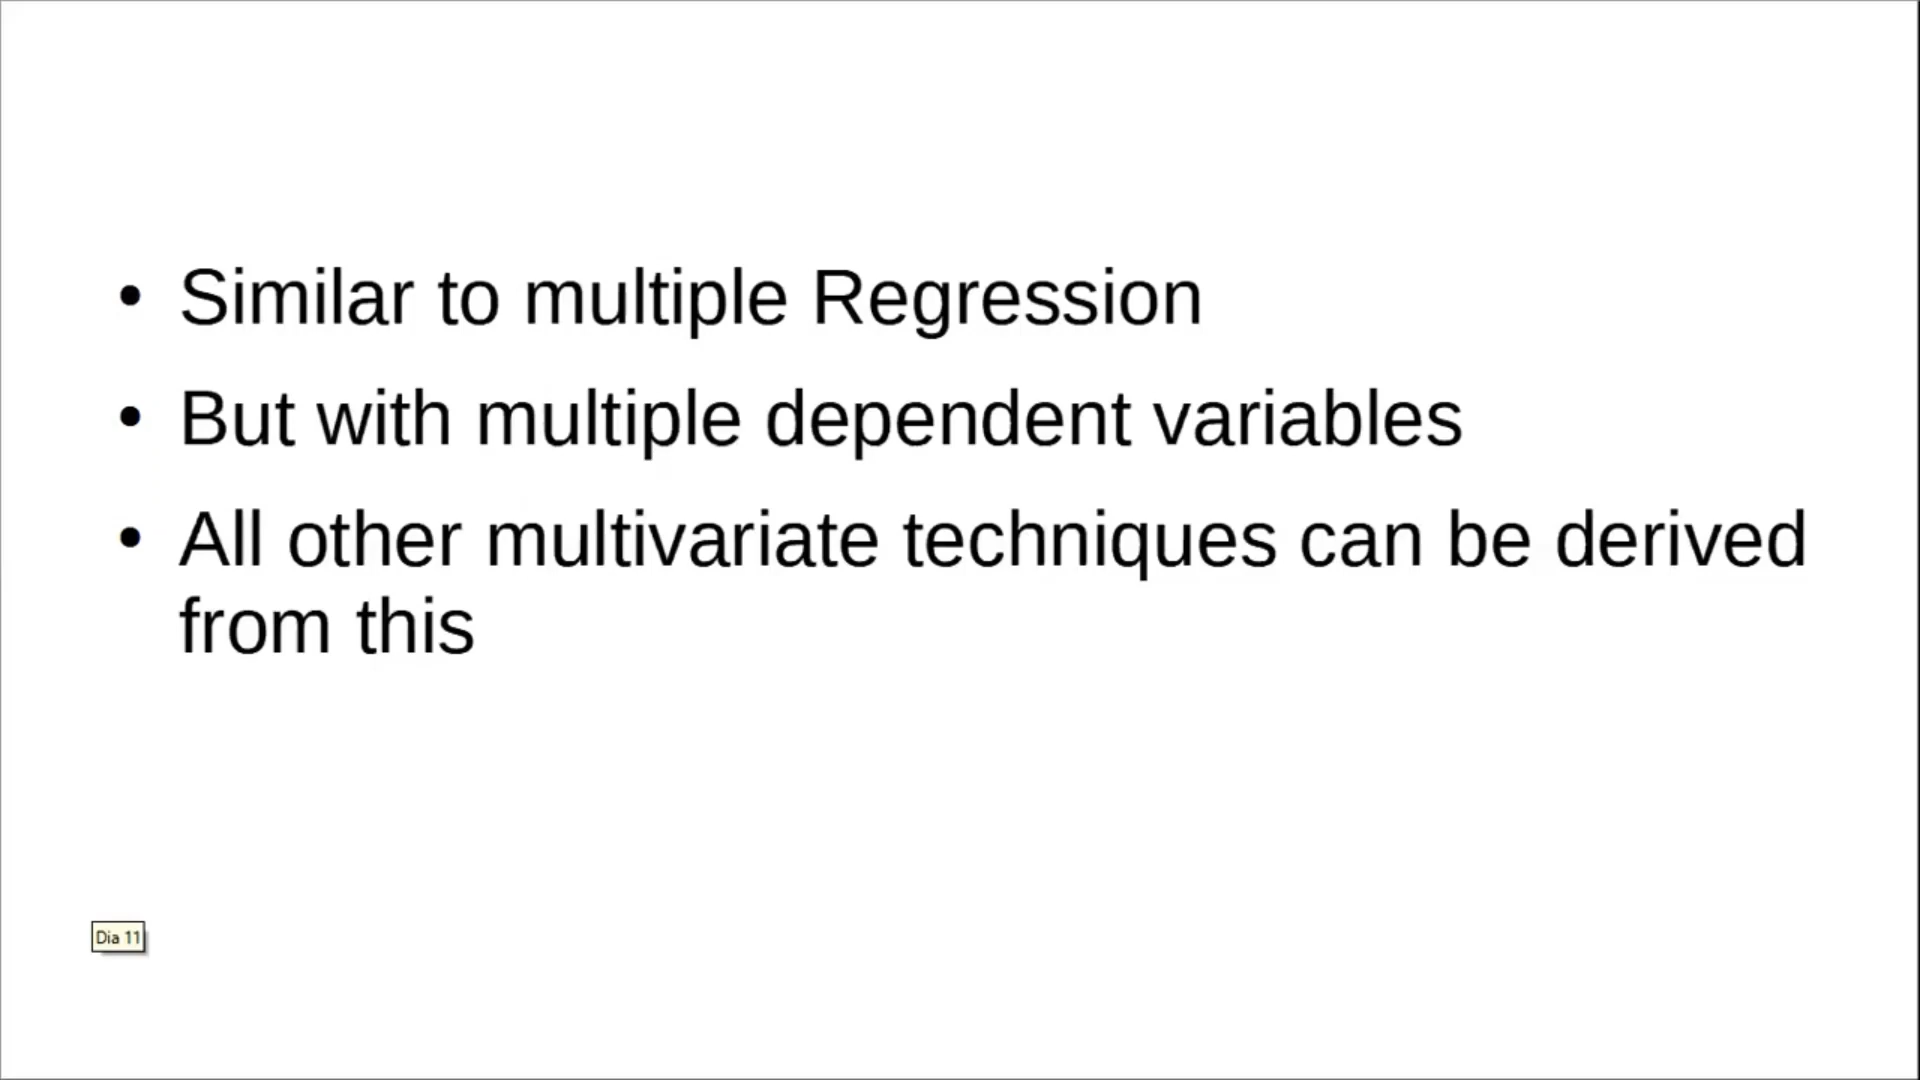 • Similar to multiple Regression
• But with multiple dependent variables
• All other multivariate techniques can be derived
from this
Dia 11